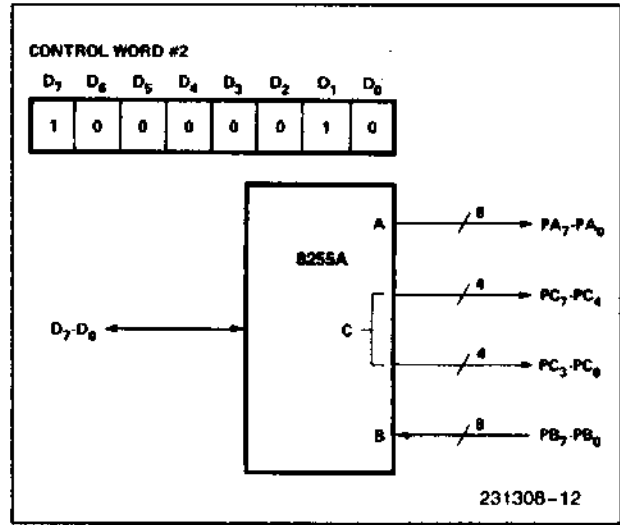 CONTROL WORD #2
D7 D6 D5 D4 D3 D2 D1 D0
1 0 0 0 0 0 1 0
A 8 PA7-PA0
8255A
4 PC7-PC4
D7-D0 C
4 PC3-PC0
B 8 PB7-PB0
231308-12